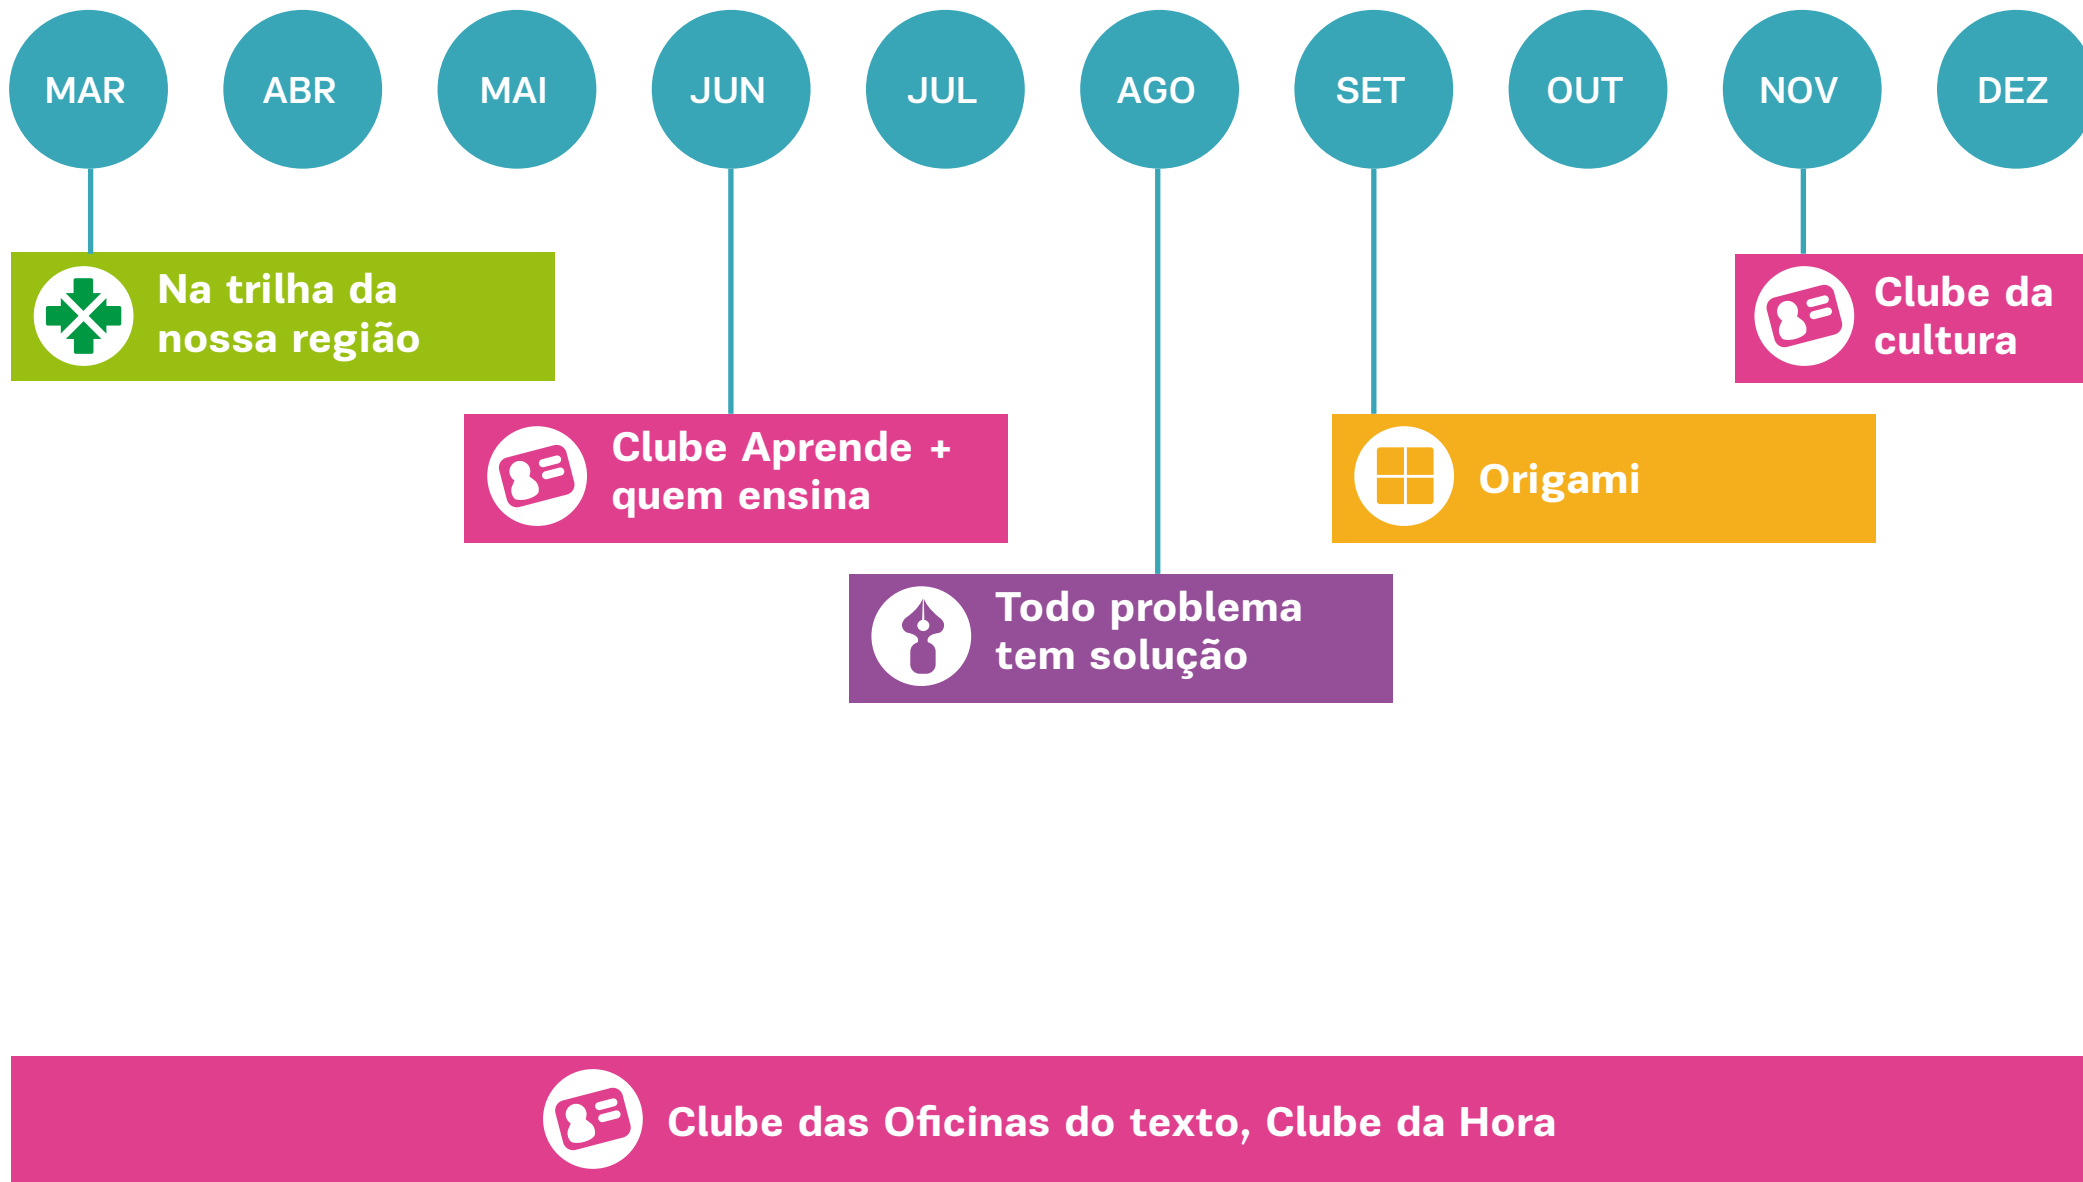 MAR ABR MAI JUN JUL AGO SET OUT NOV DEZ
Na trilha da
nossa região
Clube da
cultura
Clube Aprende +
quem ensina
Origami
Todo problema
tem solução
Clube das Oficinas do texto, Clube da Hora